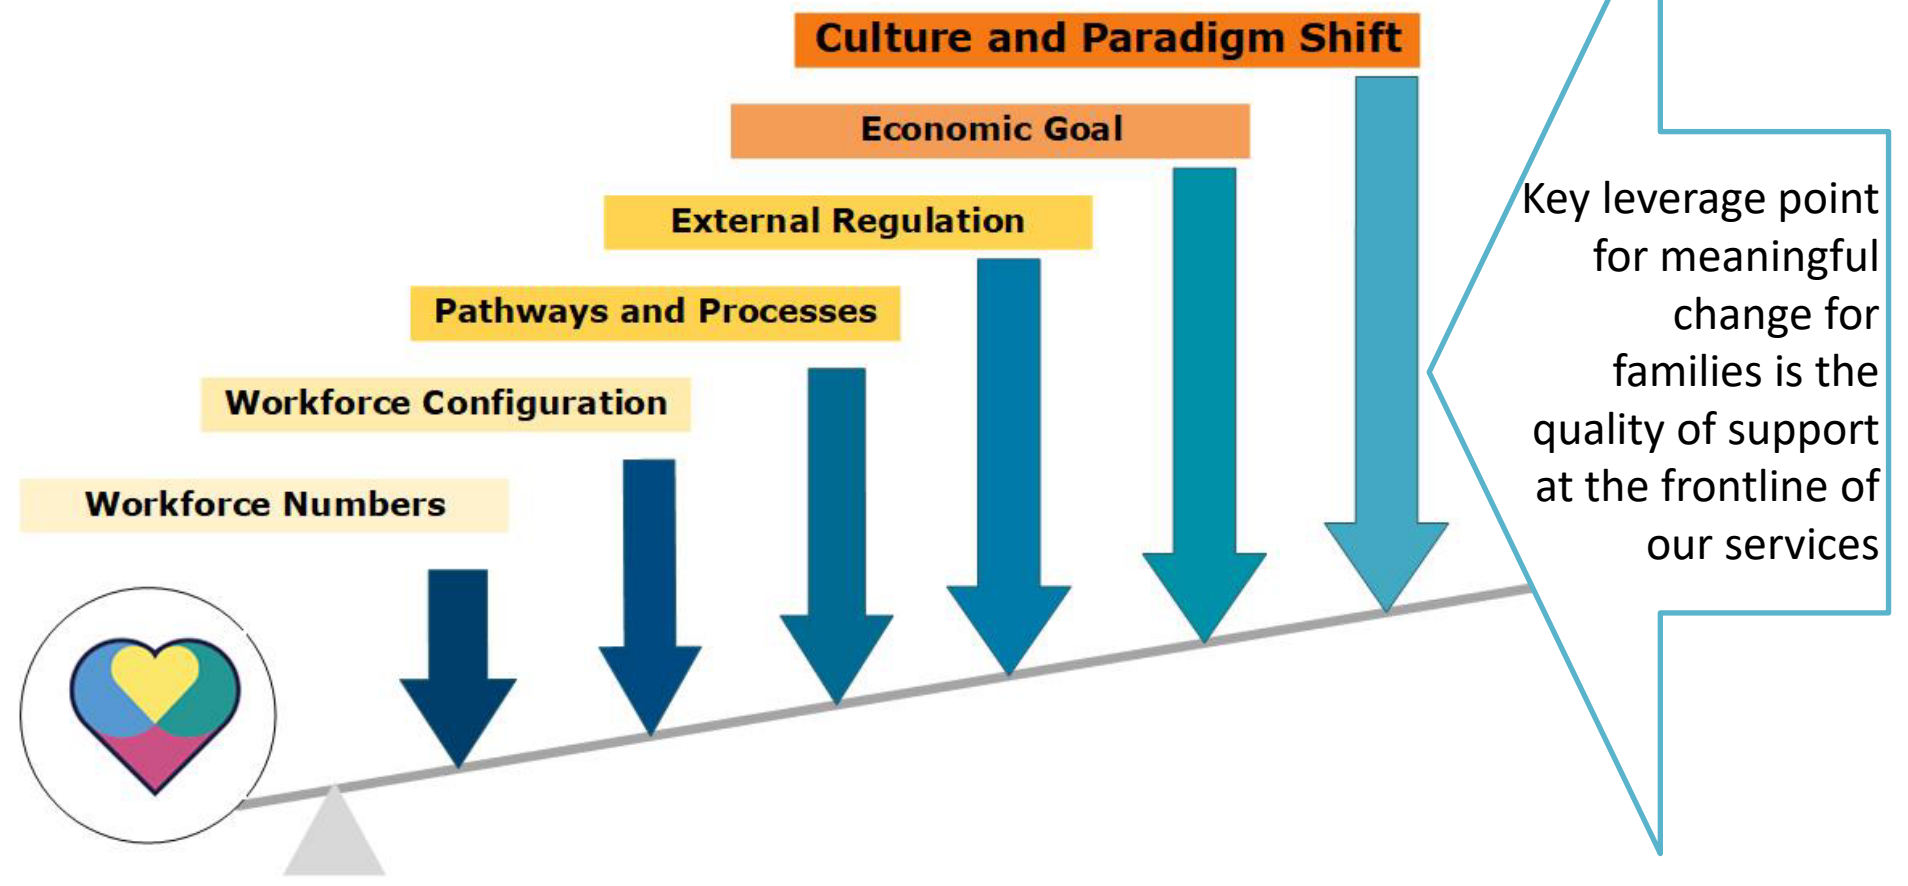 Culture and Paradigm Shift
Economic Goal
External Regulation
Pathways and Processes
Workforce Configuration
Workforce Numbers
Key leverage point
for meaningful
change for
families is the
quality of support
at the frontline of
our services